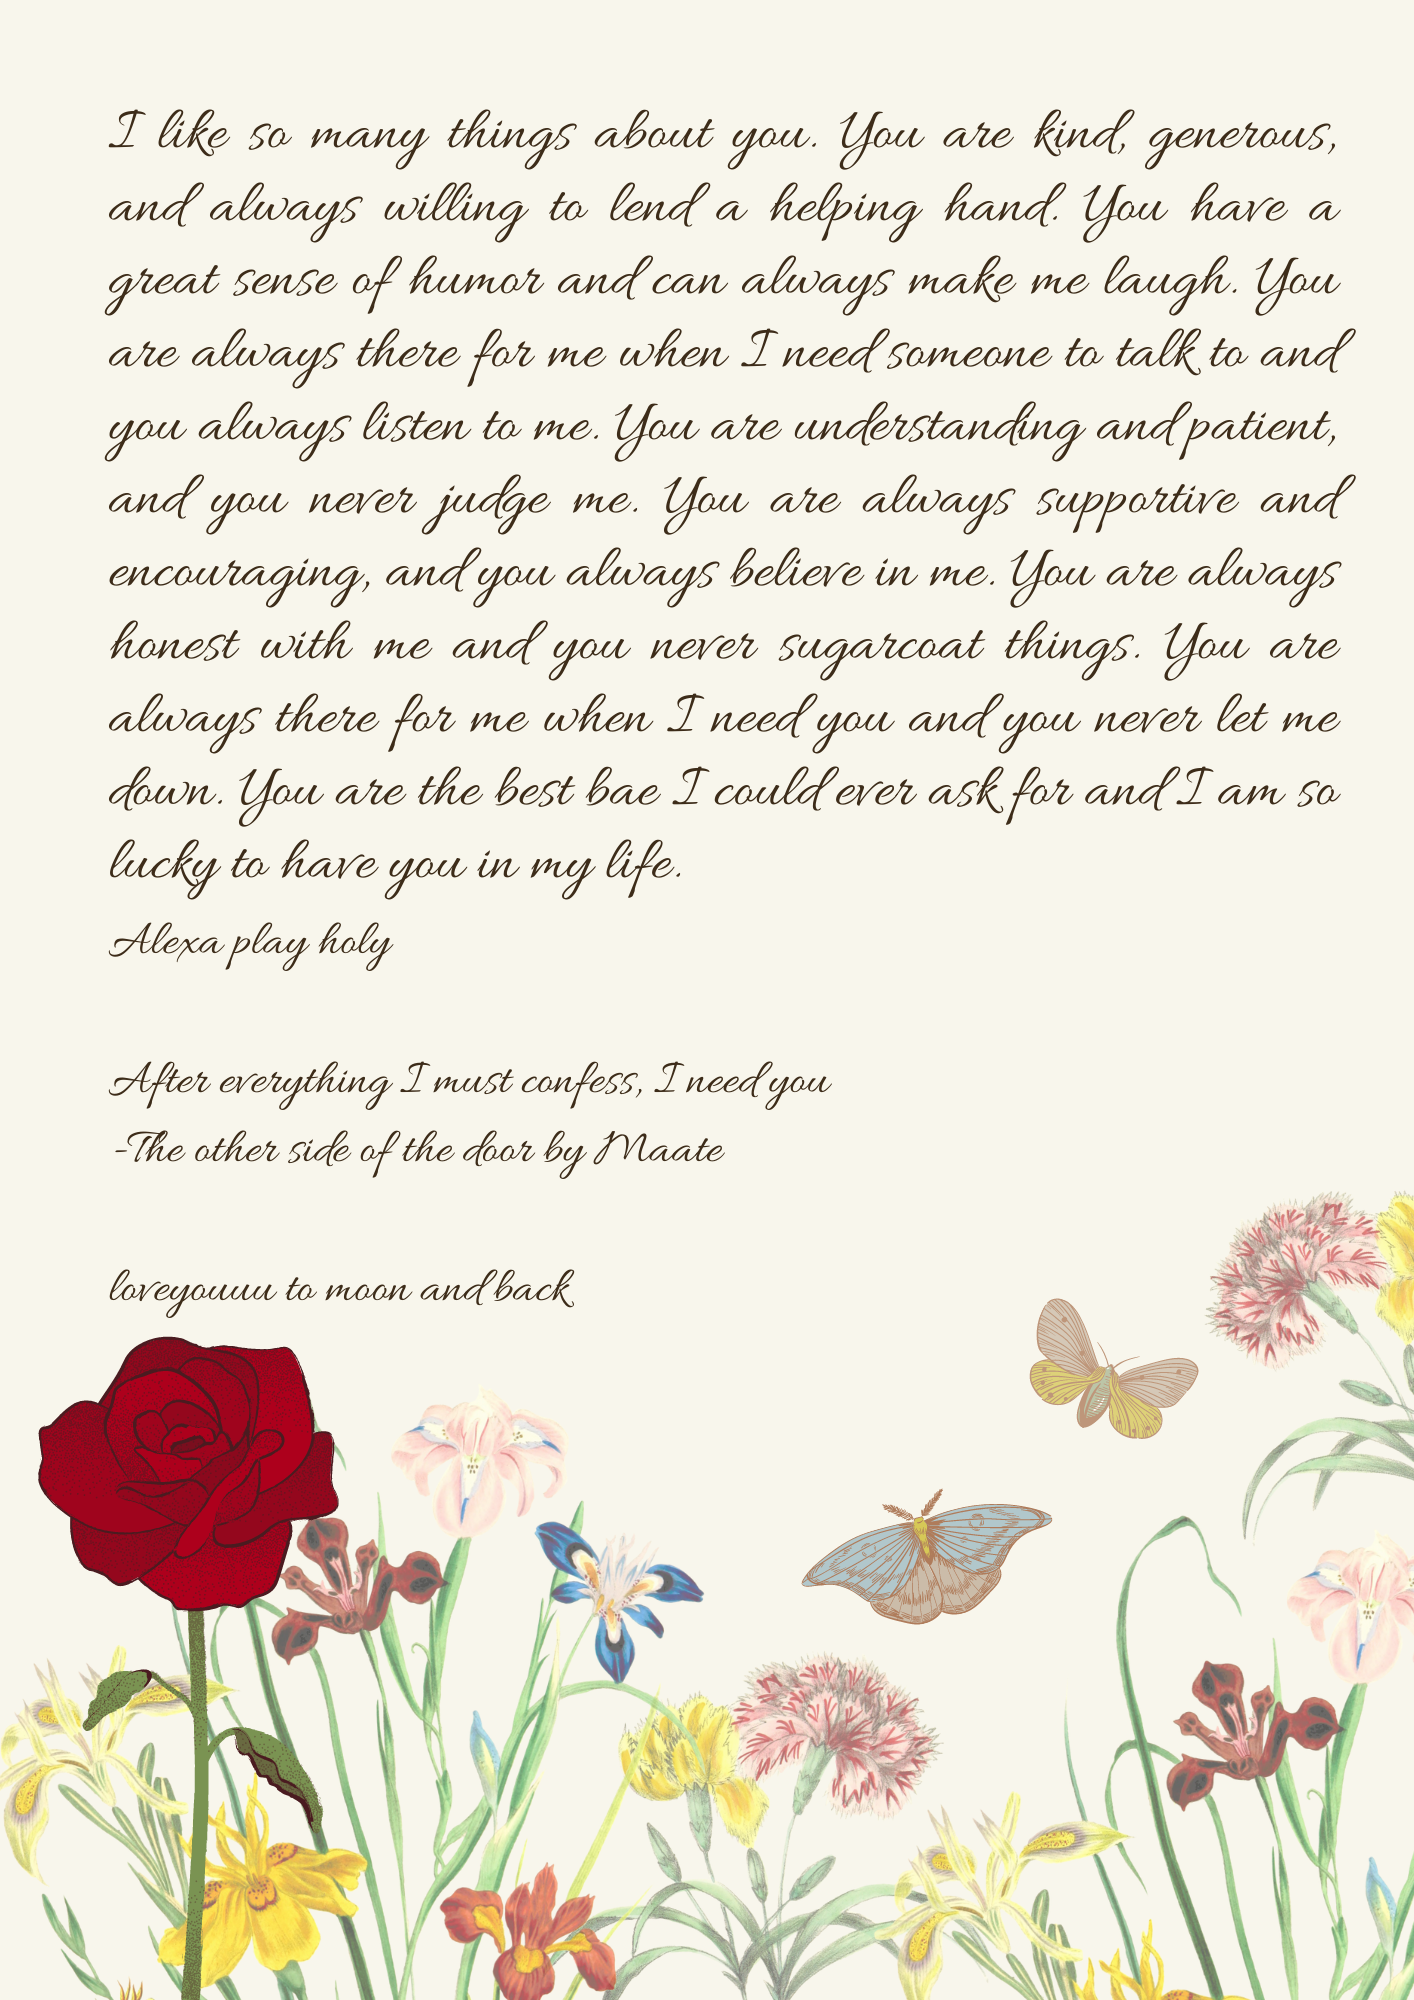 I like so many things about you. You are kind, generous,
and always willing to lend a helping hand. You have a
great sense of humor and can always make me laugh. You
are always there for me when I need someone to talk to and
you always listen to me. You are understanding and patient,
and you never judge me. You are always supportive and
encouraging, and you always believe in me. You are always
honest with me and you never sugarcoat things. You are
always there for me when I need you and you never let me
down. You are the best bae I could ever ask for and I am so
lucky to have you in my life.
Alexa play holy
After everything I must confess, I need you
-The other side of the door by Maate
loveyouuu to moon and back